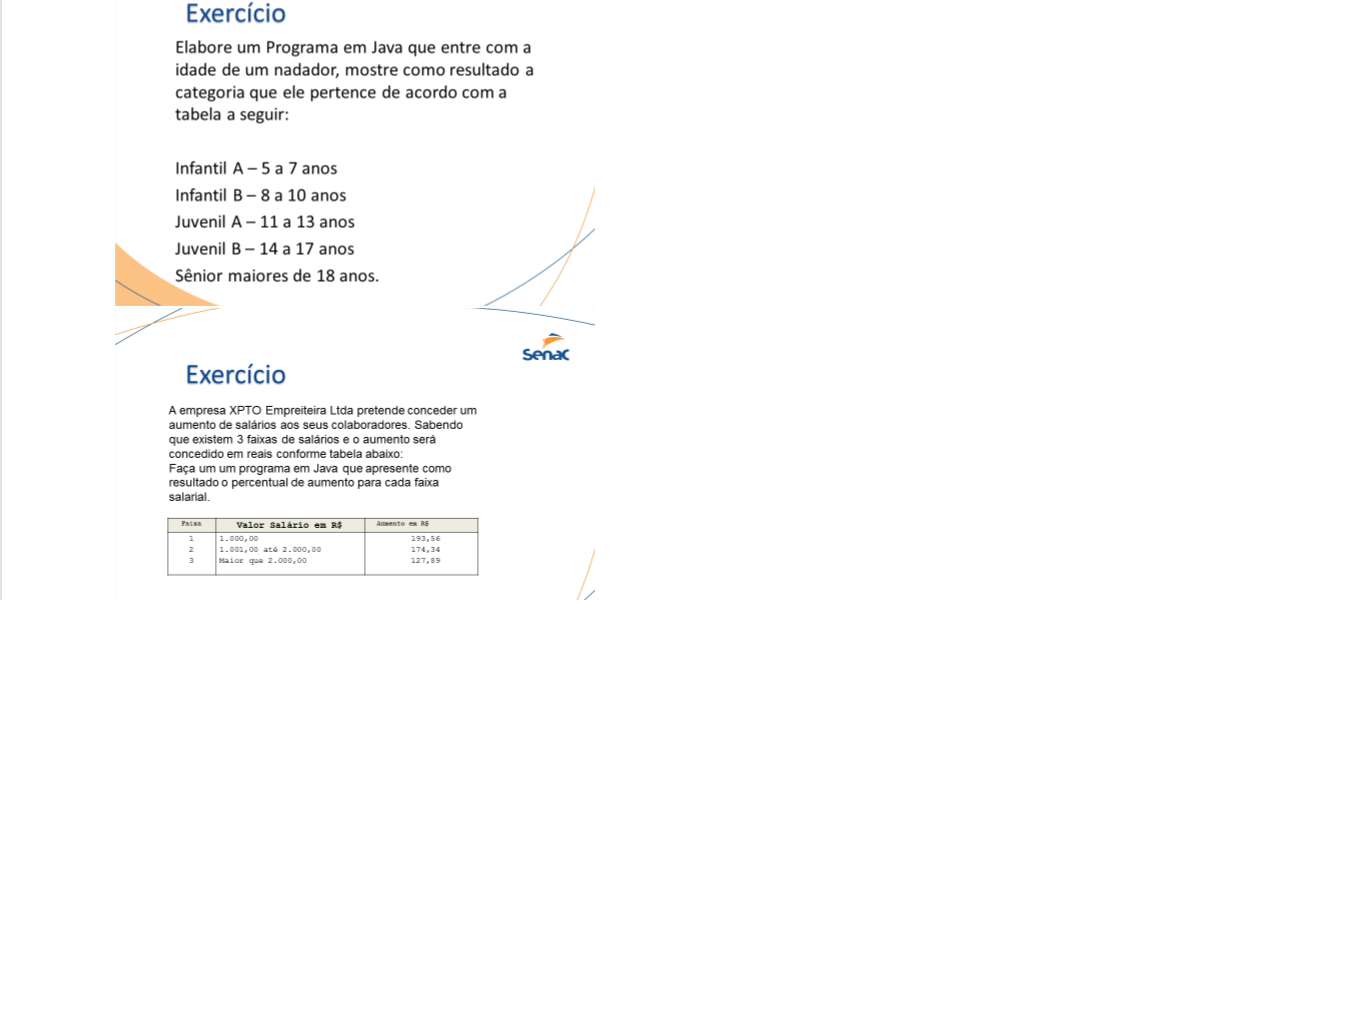 Exercício
Elabore um Programa em Java que entre com a
idade de um nadador, mostre como resultado a
categoria que ele pertence de acordo com a
tabela a seguir:
Infantil A – 5 a 7 anos
Infantil B – 8 a 10 anos
Juvenil A – 11 a 13 anos
Juvenil B – 14 a 17 anos
Sênior maiores de 18 anos.
senac
Exercício
A empresa XPTO Empreiteira Ltda pretende conceder um
aumento de salários aos seus colaboradores. Sabendo
que existem 3 faixas de salários e o aumento será
concedido em reais conforme tabela abaixo:
Faça um um programa em Java que apresente como
resultado o percentual de aumento para cada faixa
salarial.
Faixa Valor Salário em R$ Aumento em R$
1 1.000,00 193,56
2 1.001,00 até 2.000,00 174,34
3 Maior que 2.000,00 127,89